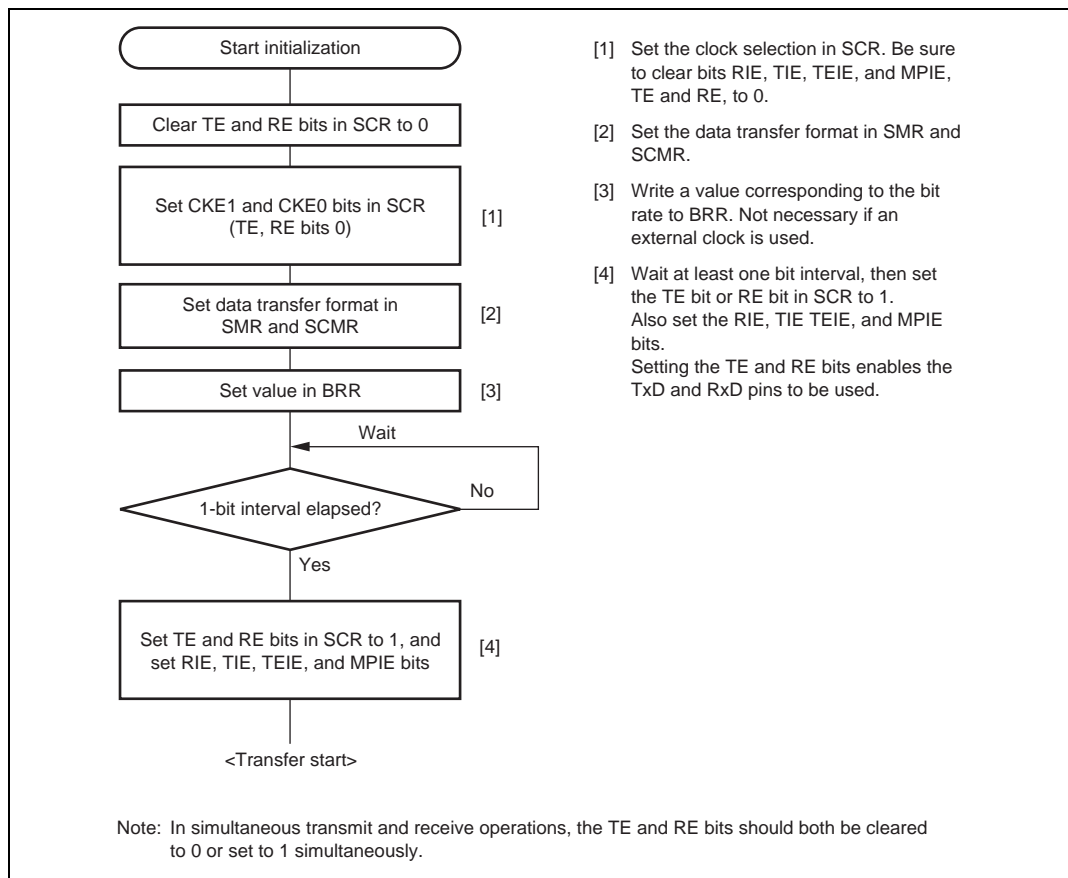 Start initialization
Clear TE and RE bits in SCR to 0
Set CKE1 and CKE0 bits in SCR
(TE, RE bits 0)
[1]
Set data transfer format in
SMR and SCMR
[2]
Set value in BRR
[3]
Wait
No
1-bit interval elapsed?
Yes
Set TE and RE bits in SCR to 1, and
set RIE, TIE, TEIE, and MPIE bits
[4]
<Transfer start>
[1] Set the clock selection in SCR. Be sure
to clear bits RIE, TIE, TEIE, and MPIE,
TE and RE, to 0.
[2] Set the data transfer format in SMR and
SCMR.
[3] Write a value corresponding to the bit
rate to BRR. Not necessary if an
external clock is used.
[4] Wait at least one bit interval, then set
the TE bit or RE bit in SCR to 1.
Also set the RIE, TIE TEIE, and MPIE
bits.
Setting the TE and RE bits enables the
TxD and RxD pins to be used.
Note: In simultaneous transmit and receive operations, the TE and RE bits should both be cleared
to 0 or set to 1 simultaneously.